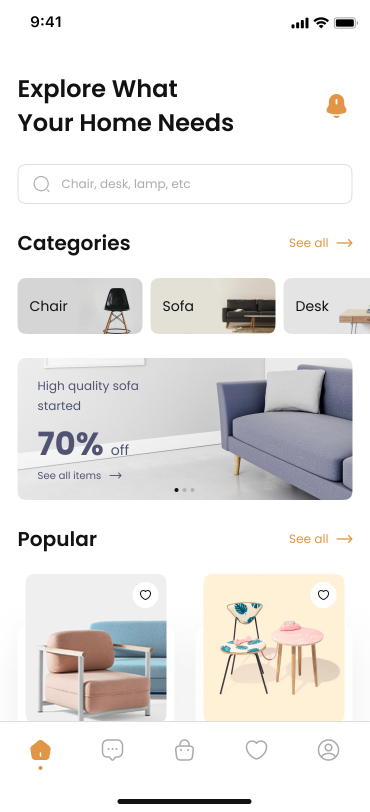 9:41
Explore What
Your Home Needs
Chair, desk, lamp, etc
Categories
See all
Chair
Sofa
Desk
High quality sofa
started
70% off
See all items
Popular
See all